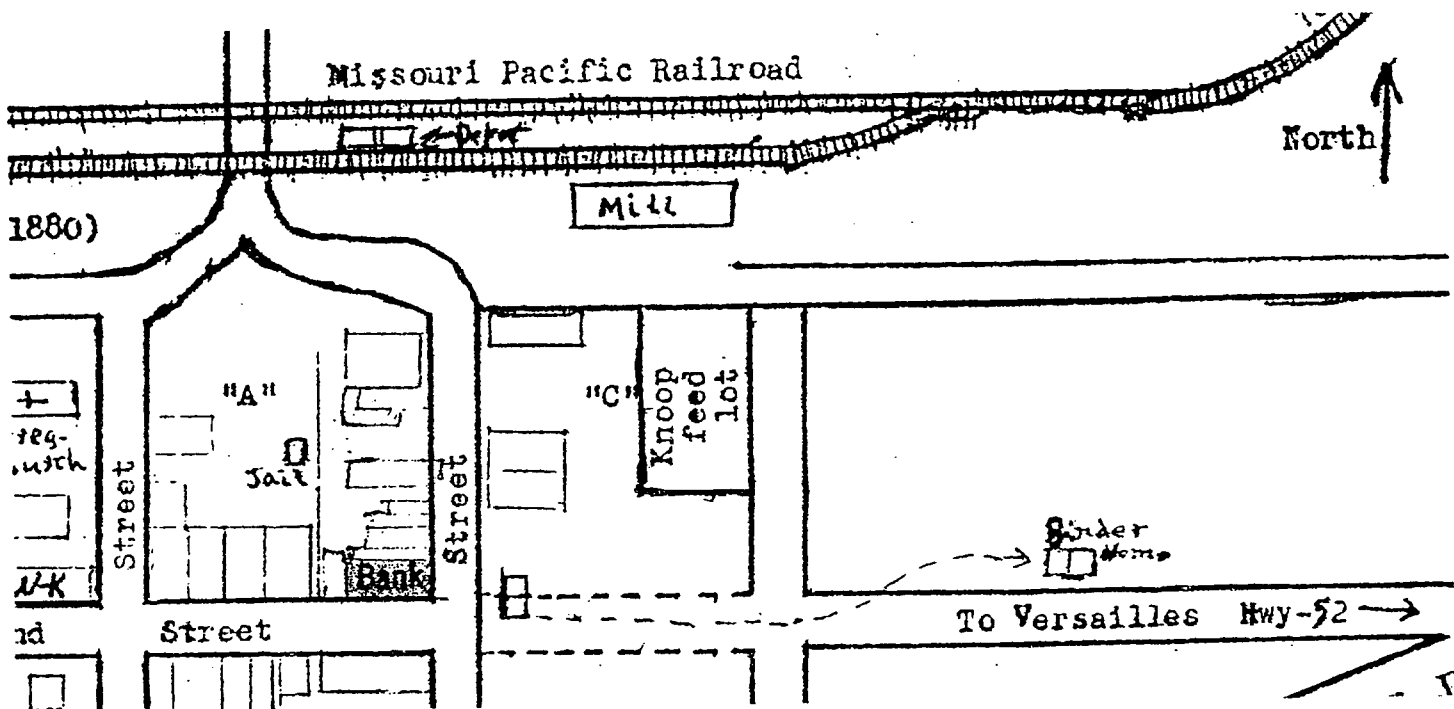 Missouri Pacific Railroad
←Depot
North
Mill
1880)
"A"
"C"
Knoop
feed
lot
Jail
Street
Street
Binder
Home
Bank
To Versailles Hwy-52
Street